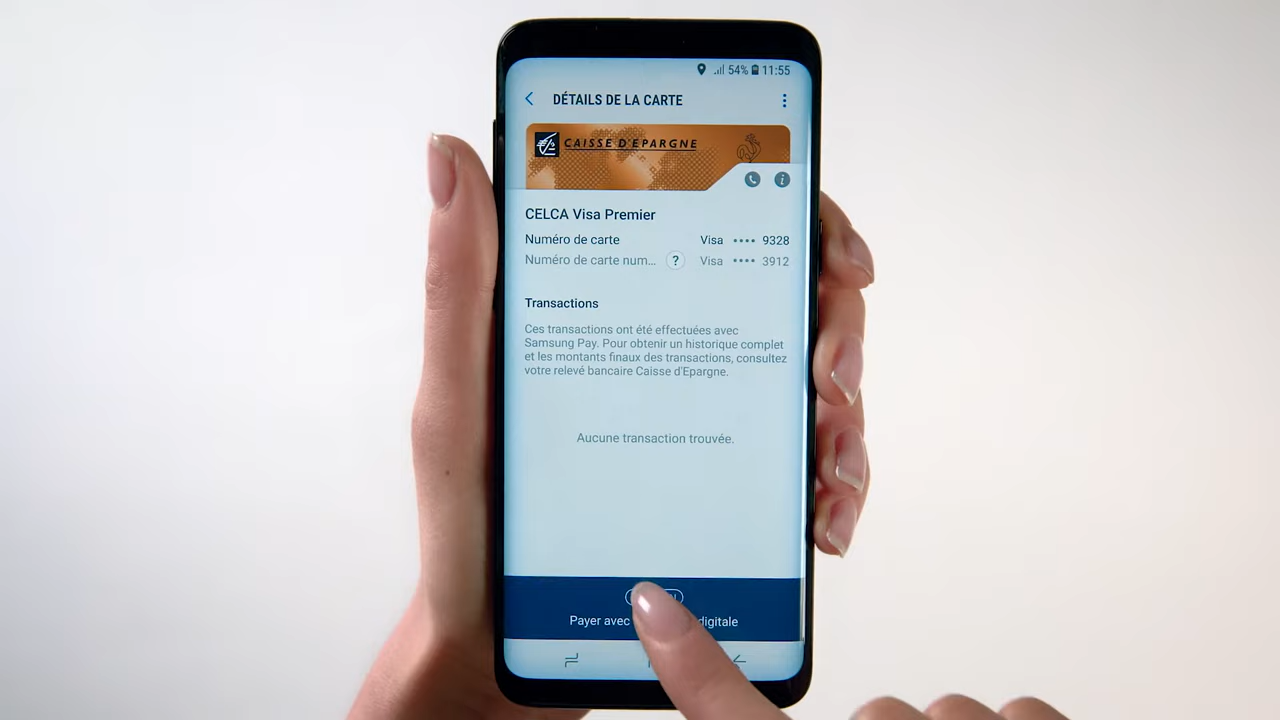 54% 11:55
DÉTAILS DE LA CARTE
CAISSE D'EPARGNE
CELCA Visa Premier
Numéro de carte Visa •••• 9328
Numéro de carte num... ? Visa •••• 3912
Transactions
Ces transactions ont été effectuées avec
Samsung Pay. Pour obtenir un historique complet
et les montants finaux des transactions, consultez
votre relevé bancaire Caisse d'Epargne.
Aucune transaction trouvée.
Payer avec digitale